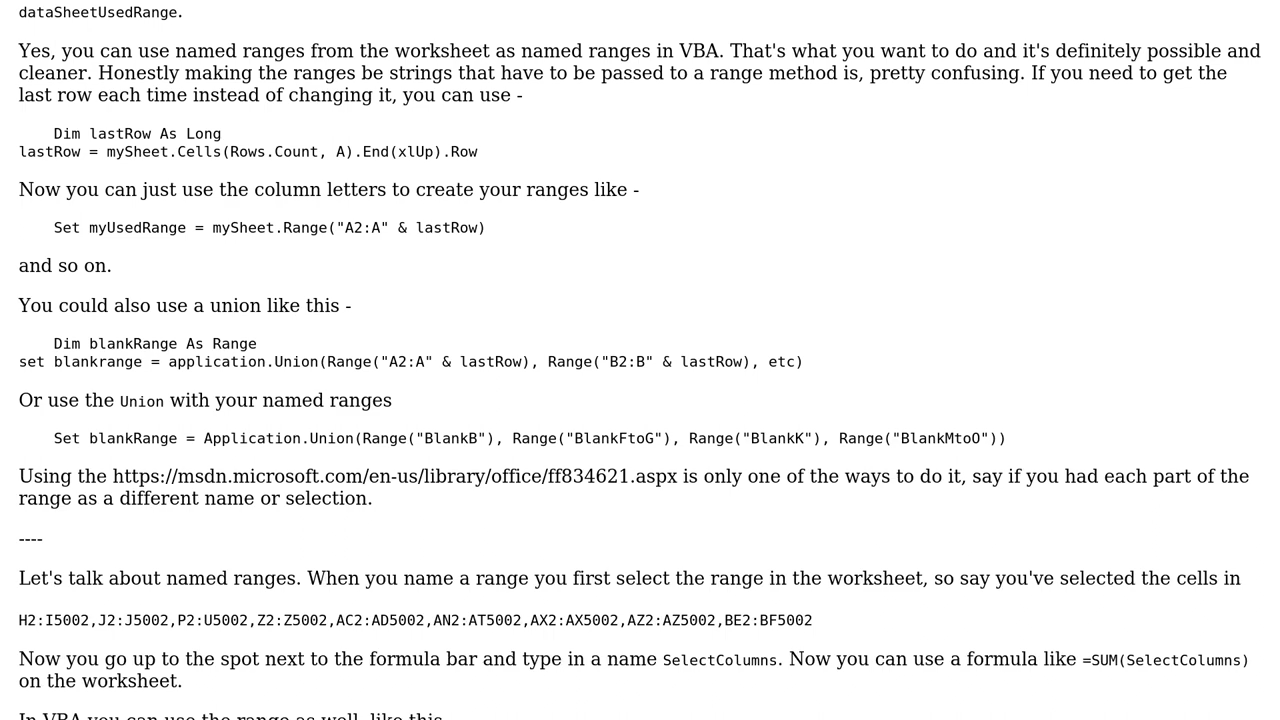 dataSheetUsedRange.
Yes, you can use named ranges from the worksheet as named ranges in VBA. That's what you want to do and it's definitely possible and
cleaner. Honestly making the ranges be strings that have to be passed to a range method is, pretty confusing. If you need to get the
last row each time instead of changing it, you can use -
Dim lastRow As Long
lastRow = mySheet.Cells(Rows.Count, A).End(xlUp).Row
Now you can just use the column letters to create your ranges like -
Set myUsedRange = mySheet.Range("A2:A" & lastRow)
and so on.
You could also use a union like this -
Dim blankRange As Range
set blankrange = application.Union(Range("A2:A" & lastRow), Range("B2:B" & lastRow), etc)
Or use the Union with your named ranges
Set blankRange = Application.Union(Range("BlankB"), Range("BlankFtoG"), Range("BlankK"), Range("BlankMtoO"))
Using the https://msdn.microsoft.com/en-us/library/office/ff834621.aspx is only one of the ways to do it, say if you had each part of the
range as a different name or selection.
----
Let's talk about named ranges. When you name a range you first select the range in the worksheet, so say you've selected the cells in
H2:I5002,J2:J5002,P2:U5002,Z2:Z5002,AC2:AD5002,AN2:AT5002,AX2:AX5002,AZ2:AZ5002,BE2:BF5002
Now you go up to the spot next to the formula bar and type in a name SelectColumns. Now you can use a formula like =SUM(SelectColumns)
on the worksheet.
In VBA you can use the range as well, like this